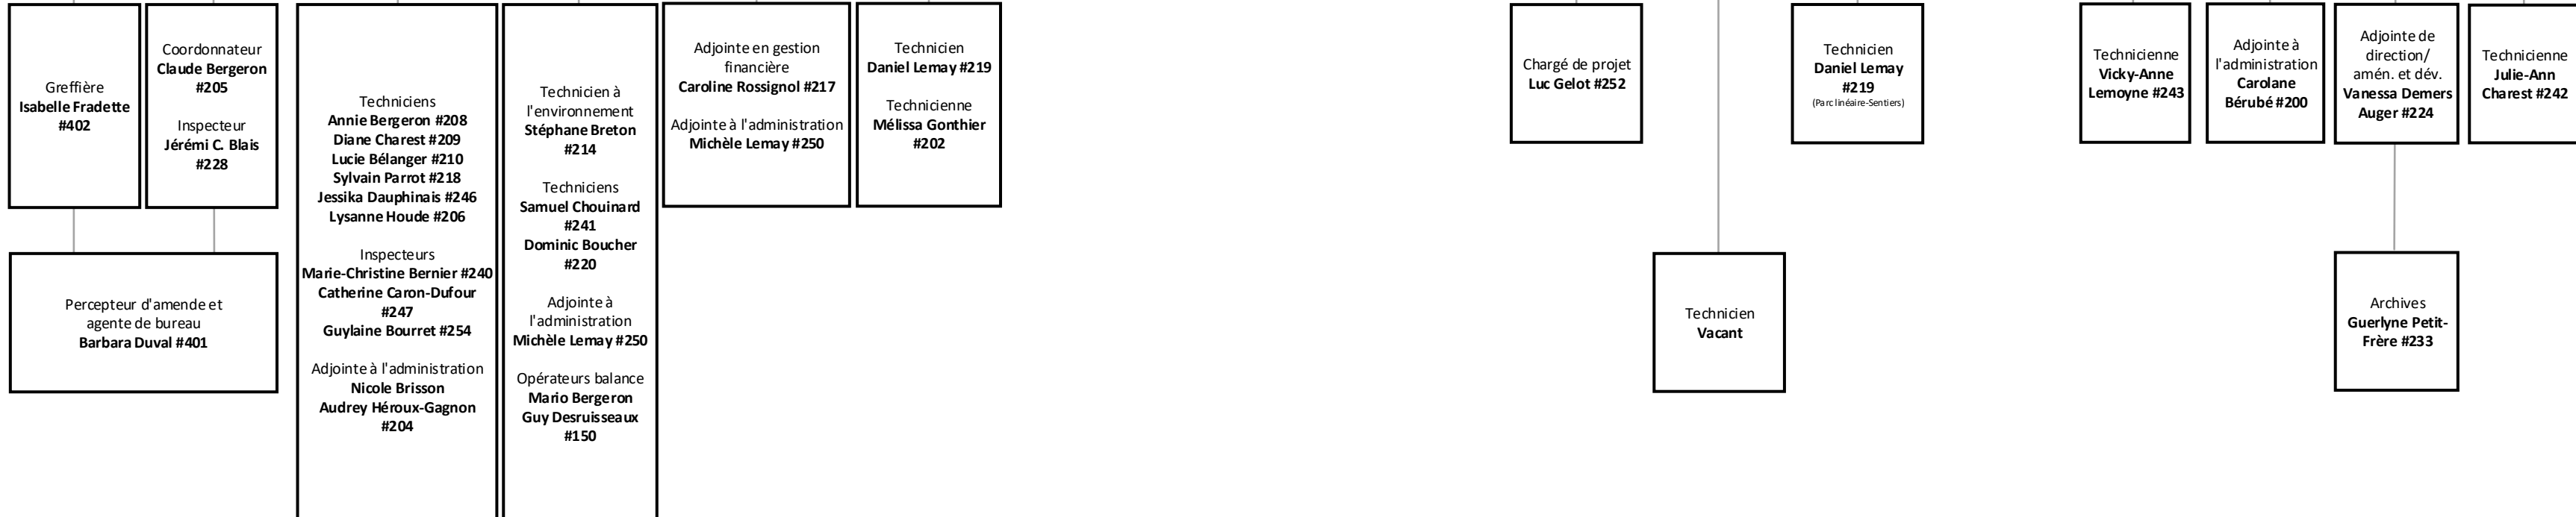 Greffière
Isabelle Fradette
#402
Coordonnateur
Claude Bergeron
#205
Inspecteur
Jérémi C. Blais
#228
Percepteur d'amende et
agente de bureau
Barbara Duval #401
Techniciens
Annie Bergeron #208
Diane Charest #209
Lucie Bélanger #210
Sylvain Parrot #218
Jessika Dauphinais #246
Lysanne Houde #206
Inspecteurs
Marie-Christine Bernier #240
Catherine Caron-Dufour
#247
Guylaine Bourret #254
Adjointe à l'administration
Nicole Brisson
Audrey Héroux-Gagnon
#204
Technicien à
l'environnement
Stéphane Breton
#214
Techniciens
Samuel Chouinard
#241
Dominic Boucher
#220
Adjointe à
l'administration
Michèle Lemay #250
Opérateurs balance
Mario Bergeron
Guy Desruisseaux
#150
Adjointe en gestion
financière
Caroline Rossignol #217
Adjointe à l'administration
Michèle Lemay #250
Technicien
Daniel Lemay #219
Technicienne
Mélissa Gonthier
#202
Chargé de projet
Luc Gelot #252
Technicien
Vacant
Technicien
Daniel Lemay
#219
(Parc linéaire-Sentiers)
Technicienne
Vicky-Anne
Lemoyne #243
Adjointe à
l'administration
Carolane
Bérubé #200
Adjointe de
direction/
amén. et dév.
Vanessa Demers
Auger #224
Archives
Guerlyne Petit-
Frère #233
Technicienne
Julie-Ann
Charest #242